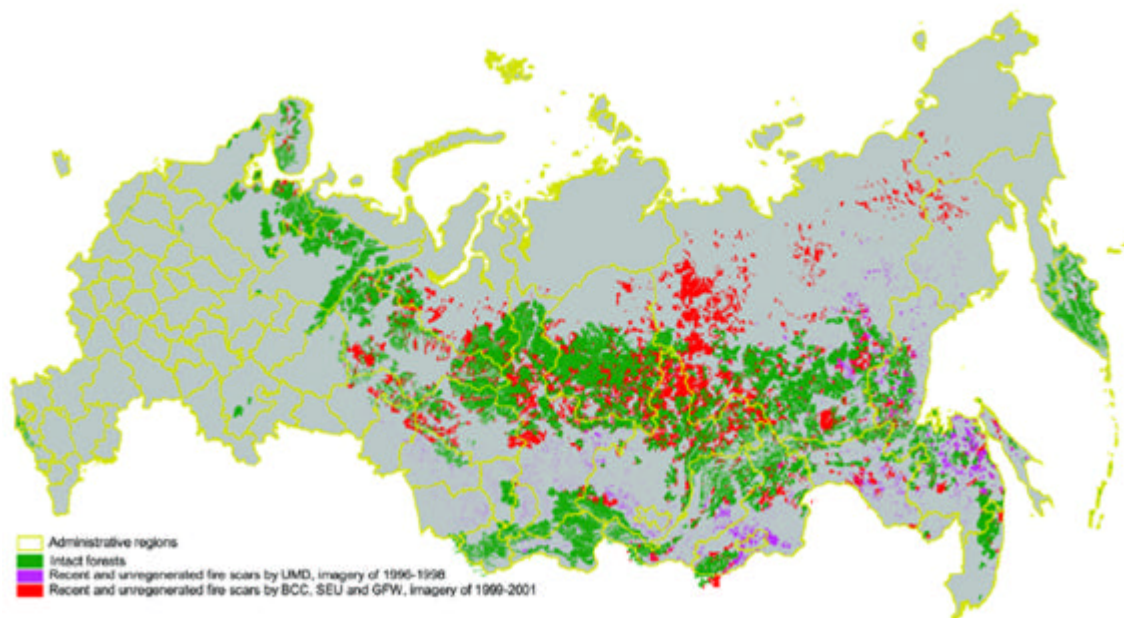 Administrative regions
Intact forests
Recent and unregenerated fire scars by UMD, imagery of 1996-1998
Recent and unregenerated fire scars by BCC, SEU and GFW, imagery of 1999-2001